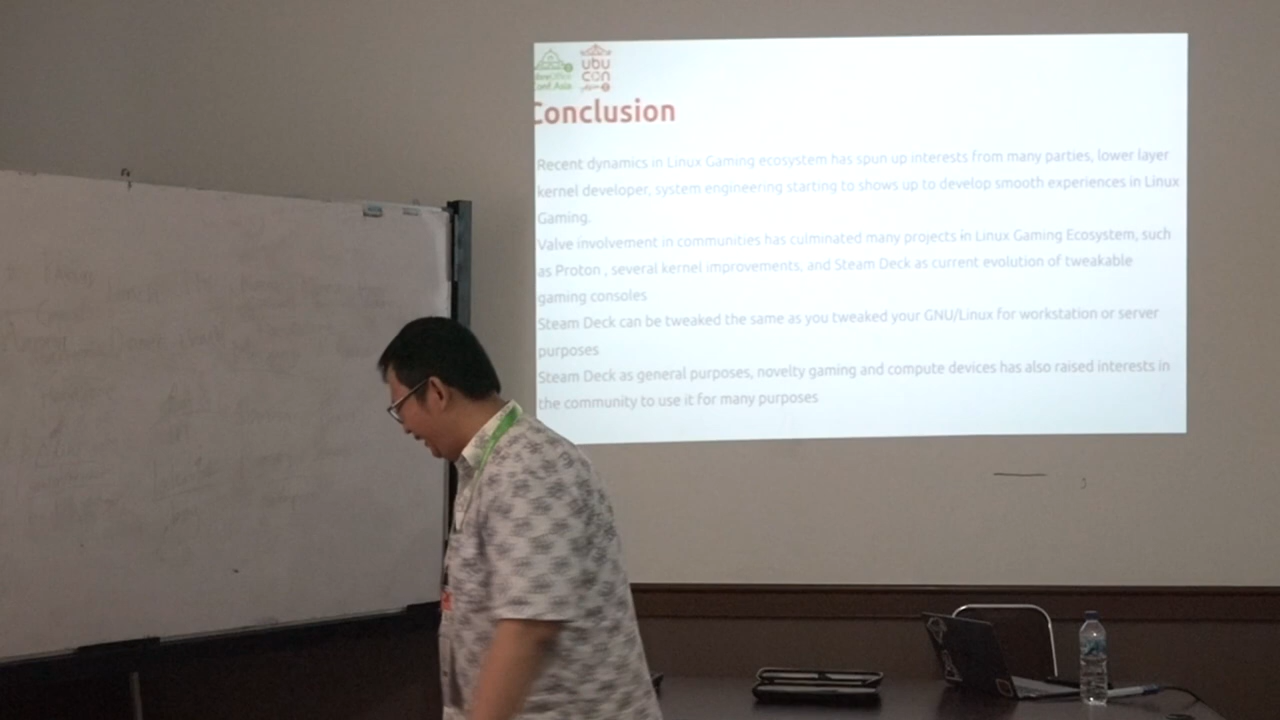 Conf.Asia
ubu
con
Conclusion
Recent dynamics in Linux Gaming ecosystem has spun up interests from many parties, lower layer
kernel developer, system engineering starting to shows up to develop smooth experiences in Linux
Gaming.
Valve involvement in communities has culminated many projects in Linux Gaming Ecosystem, such
as Proton , several kernel improvements, and Steam Deck as current evolution of tweakable
gaming consoles
Steam Deck can be tweaked the same as you tweaked your GNU/Linux for workstation or server
purposes
Steam Deck as general purposes, novelty gaming and compute devices has also raised interests in
the community to use it for many purposes